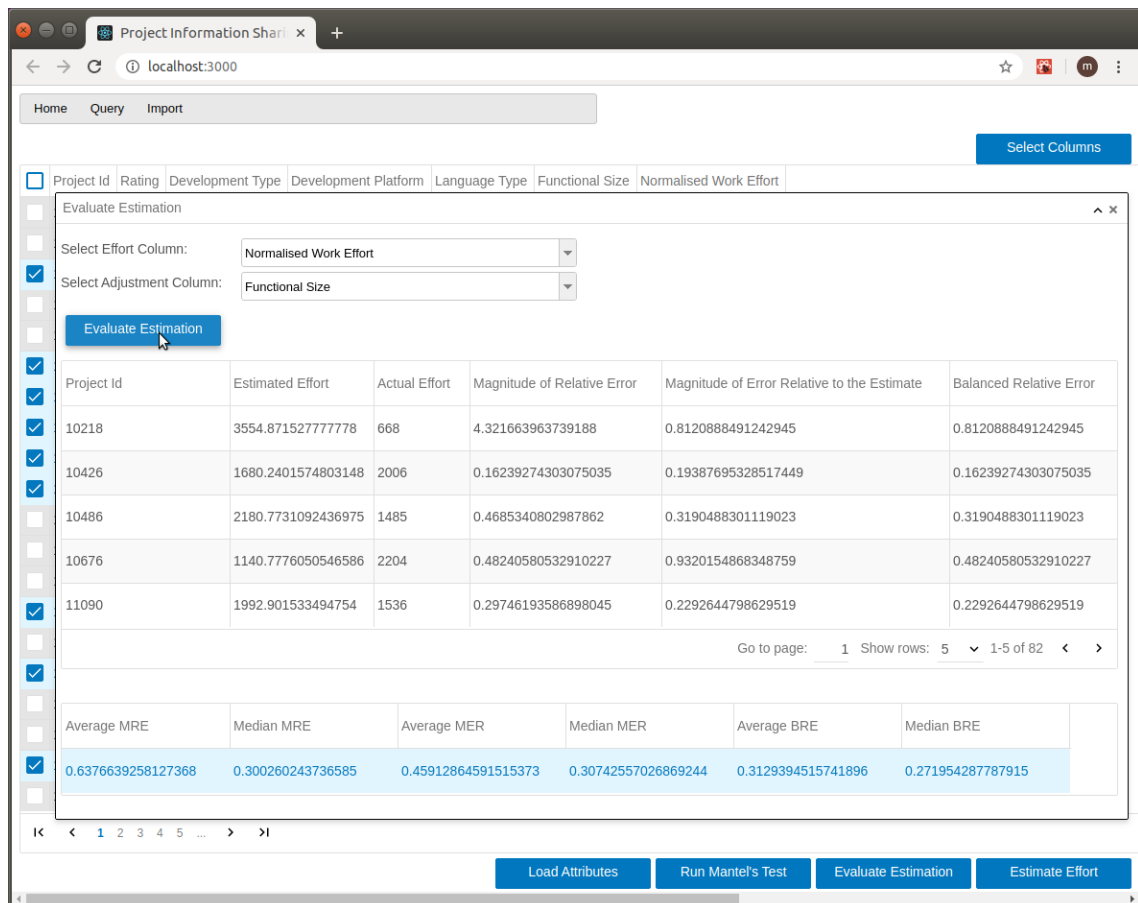 Project Information Shari
localhost:3000
m
Home Query Import
Select Columns
Project Id Rating Development Type Development Platform Language Type Functional Size Normalised Work Effort
Evaluate Estimation
Select Effort Column: Normalised Work Effort
Select Adjustment Column: Functional Size
Evaluate Estimation
Project Id Estimated Effort Actual Effort Magnitude of Relative Error Magnitude of Error Relative to the Estimate Balanced Relative Error
10218 3554.871527777778 668 4.321663963739188 0.8120888491242945 0.8120888491242945
10426 1680.2401574803148 2006 0.16239274303075035 0.19387695328517449 0.16239274303075035
10486 2180.7731092436975 1485 0.4685340802987862 0.3190488301119023 0.3190488301119023
10676 1140.7776050546586 2204 0.48240580532910227 0.9320154868348759 0.48240580532910227
11090 1992.901533494754 1536 0.29746193586898045 0.2292644798629519 0.2292644798629519
Go to page: 1 Show rows: 5 1-5 of 82
Average MRE Median MRE Average MER Median MER Average BRE Median BRE
0.6376639258127368 0.300260243736585 0.45912864591515373 0.30742557026869244 0.3129394515741896 0.271954287787915
1 2 3 4 5 ...
Load Attributes Run Mantel's Test Evaluate Estimation Estimate Effort